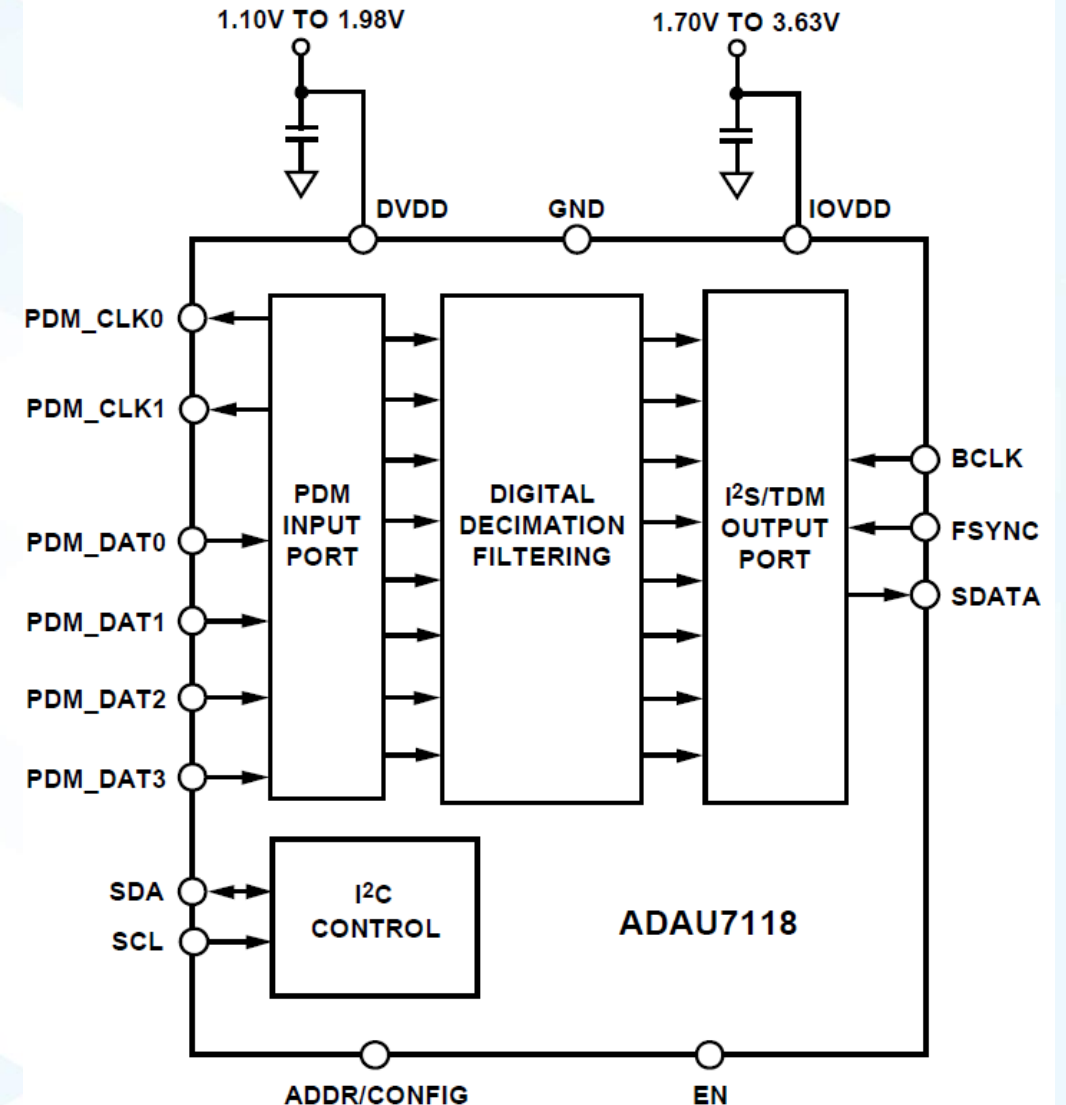 1.10V TO 1.98V
1.70V TO 3.63V
DVDD
GND
IOVDD
PDM_CLK0
PDM_CLK1
PDM_DAT0
PDM_DAT1
PDM_DAT2
PDM_DAT3
PDM
INPUT
PORT
DIGITAL
DECIMATION
FILTERING
I²S/TDM
OUTPUT
PORT
BCLK
FSYNC
SDATA
SDA
SCL
I²C
CONTROL
ADAU7118
ADDR/CONFIG
EN